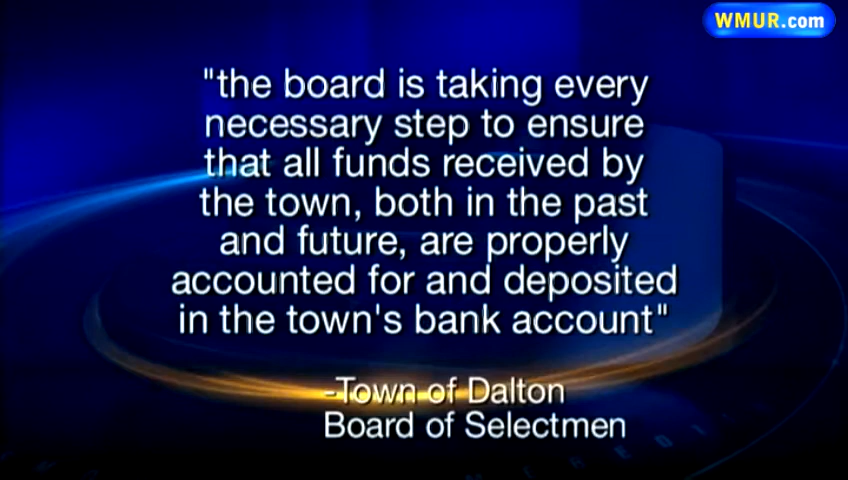 WMUR.com
"the board is taking every
necessary step to ensure
that all funds received by
the town, both in the past
and future, are properly
accounted for and deposited
in the town's bank account"
-Town of Dalton
Board of Selectmen